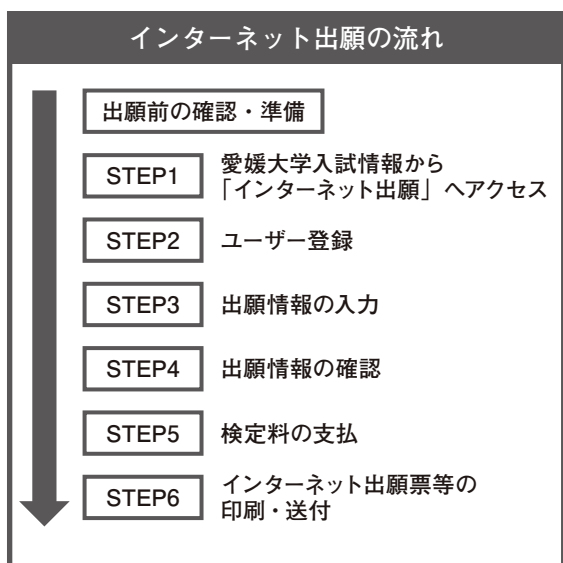 インターネット出願の流れ
出願前の確認・準備
STEP1
愛媛大学入試情報から
「インターネット出願」へアクセス
STEP2
ユーザー登録
STEP3
出願情報の入力
STEP4
出願情報の確認
STEP5
検定料の支払
STEP6
インターネット出願票等の
印刷・送付